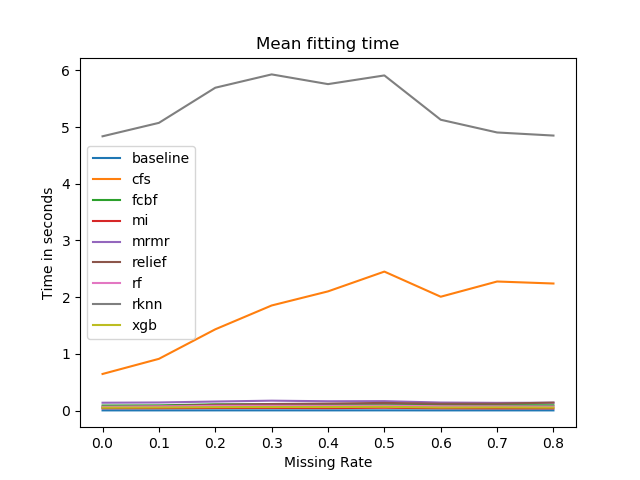 Mean fitting time
Time in seconds
6
5
4
3
2
1
0
baseline
cfs
fcbf
mi
mrmr
relief
rf
rknn
xgb
0.0 0.1 0.2 0.3 0.4 0.5 0.6 0.7 0.8
Missing Rate